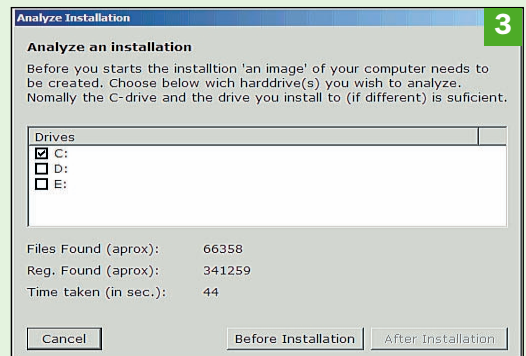 Analyze Installation
3
Analyze an installation
Before you starts the installtion 'an image' of your computer needs to
be created. Choose below wich harddrive(s) you wish to analyze.
Nomally the C-drive and the drive you install to (if different) is suficient.
Drives
C:
D:
E:
Files Found (aprox): 66358
Reg. Found (aprox): 341259
Time taken (in sec.): 44
Cancel Before Installation After Installation